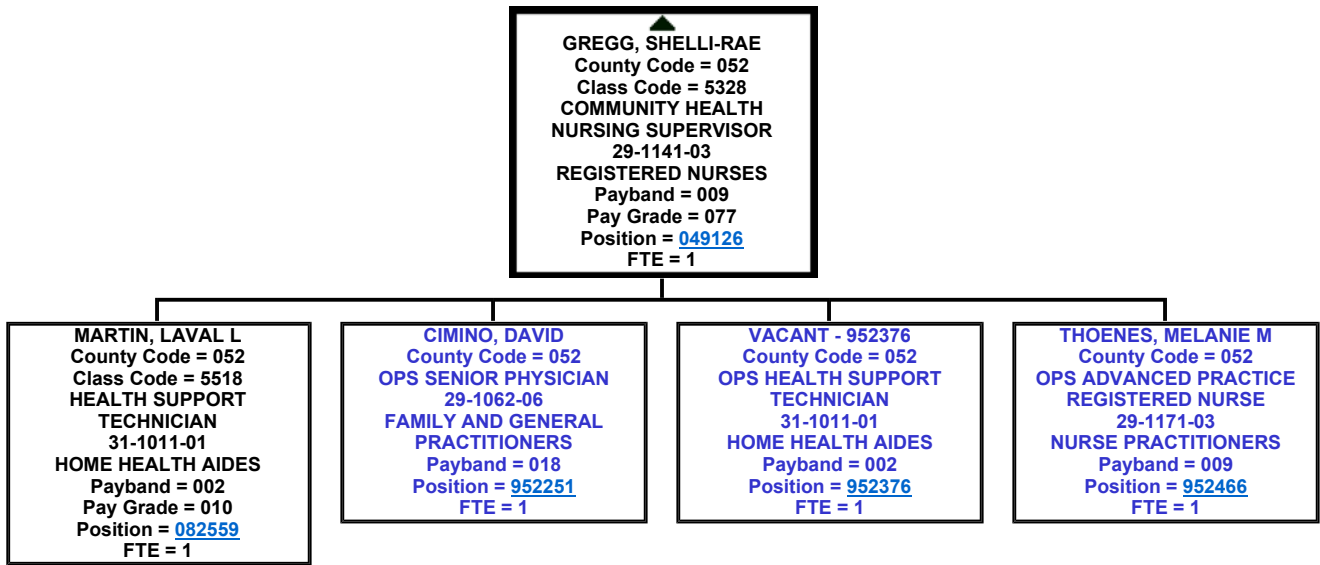 GREGG, SHELLI-RAE
County Code = 052
Class Code = 5328
COMMUNITY HEALTH
NURSING SUPERVISOR
29-1141-03
REGISTERED NURSES
Payband = 009
Pay Grade = 077
Position = 049126
FTE = 1
MARTIN, LAVAL L
County Code = 052
Class Code = 5518
HEALTH SUPPORT
TECHNICIAN
31-1011-01
HOME HEALTH AIDES
Payband = 002
Pay Grade = 010
Position = 082559
FTE = 1
CIMINO, DAVID
County Code = 052
OPS SENIOR PHYSICIAN
29-1062-06
FAMILY AND GENERAL
PRACTITIONERS
Payband = 018
Position = 952251
FTE = 1
VACANT - 952376
County Code = 052
OPS HEALTH SUPPORT
TECHNICIAN
31-1011-01
HOME HEALTH AIDES
Payband = 002
Position = 952376
FTE = 1
THOENES, MELANIE M
County Code = 052
OPS ADVANCED PRACTICE
REGISTERED NURSE
29-1171-03
NURSE PRACTITIONERS
Payband = 009
Position = 952466
FTE = 1